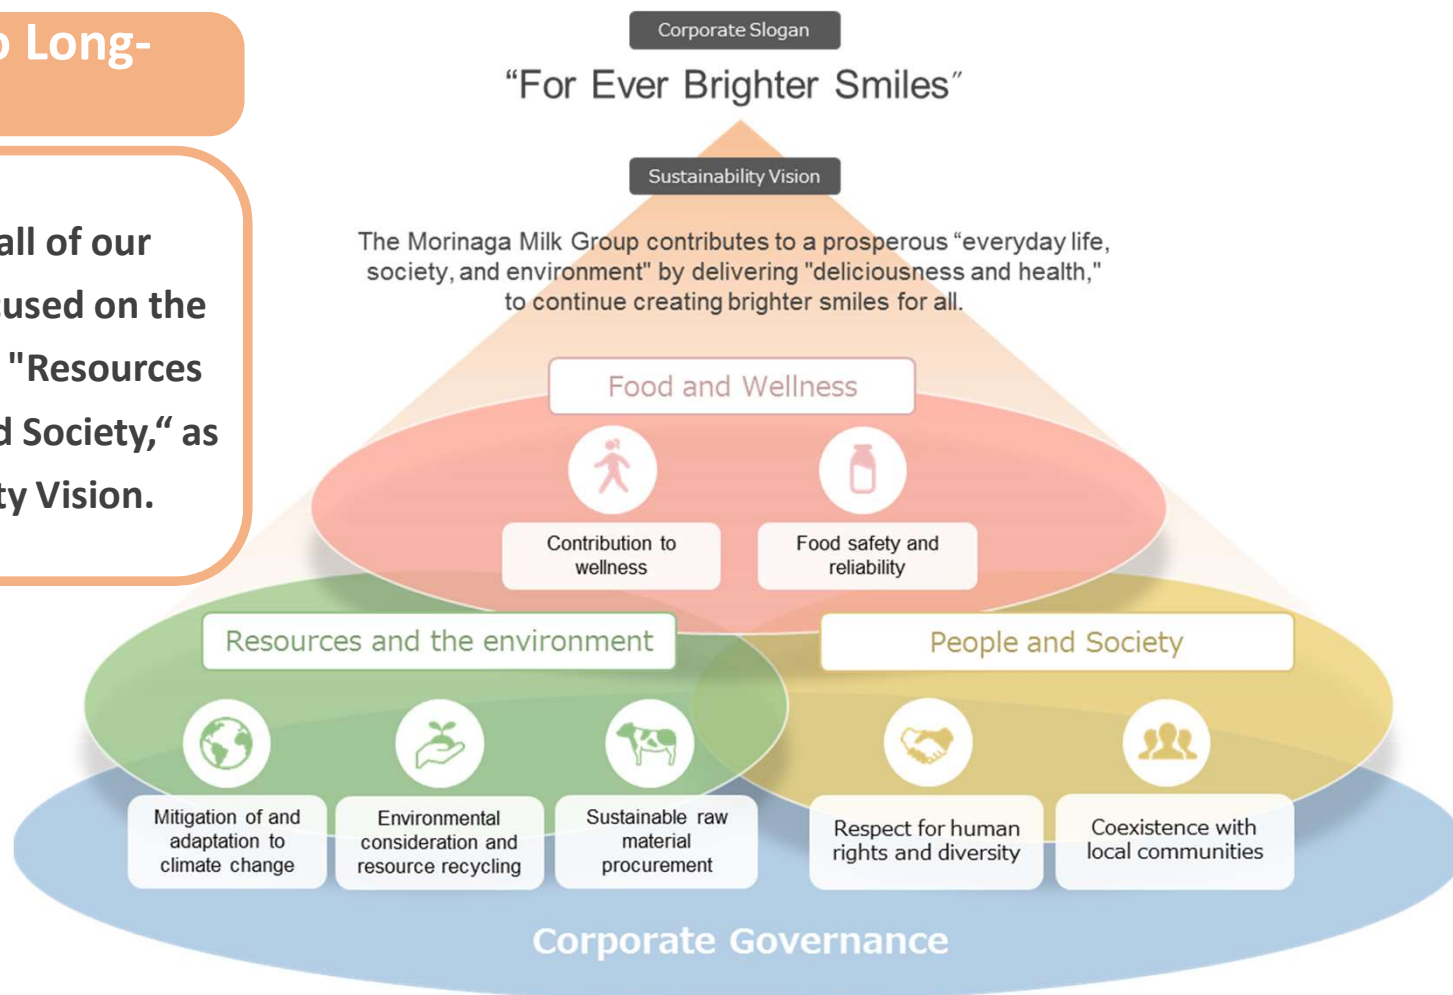 o Long-
all of our
cused on the
"Resources
d Society,“ as
ty Vision.
Corporate Slogan
“For Ever Brighter Smiles”
Sustainability Vision
The Morinaga Milk Group contributes to a prosperous “everyday life,
society, and environment" by delivering "deliciousness and health,"
to continue creating brighter smiles for all.
Food and Wellness
Contribution to
wellness
Food safety and
reliability
Resources and the environment
Mitigation of and
adaptation to
climate change
Environmental
consideration and
resource recycling
Sustainable raw
material
procurement
People and Society
Respect for human
rights and diversity
Coexistence with
local communities
Corporate Governance